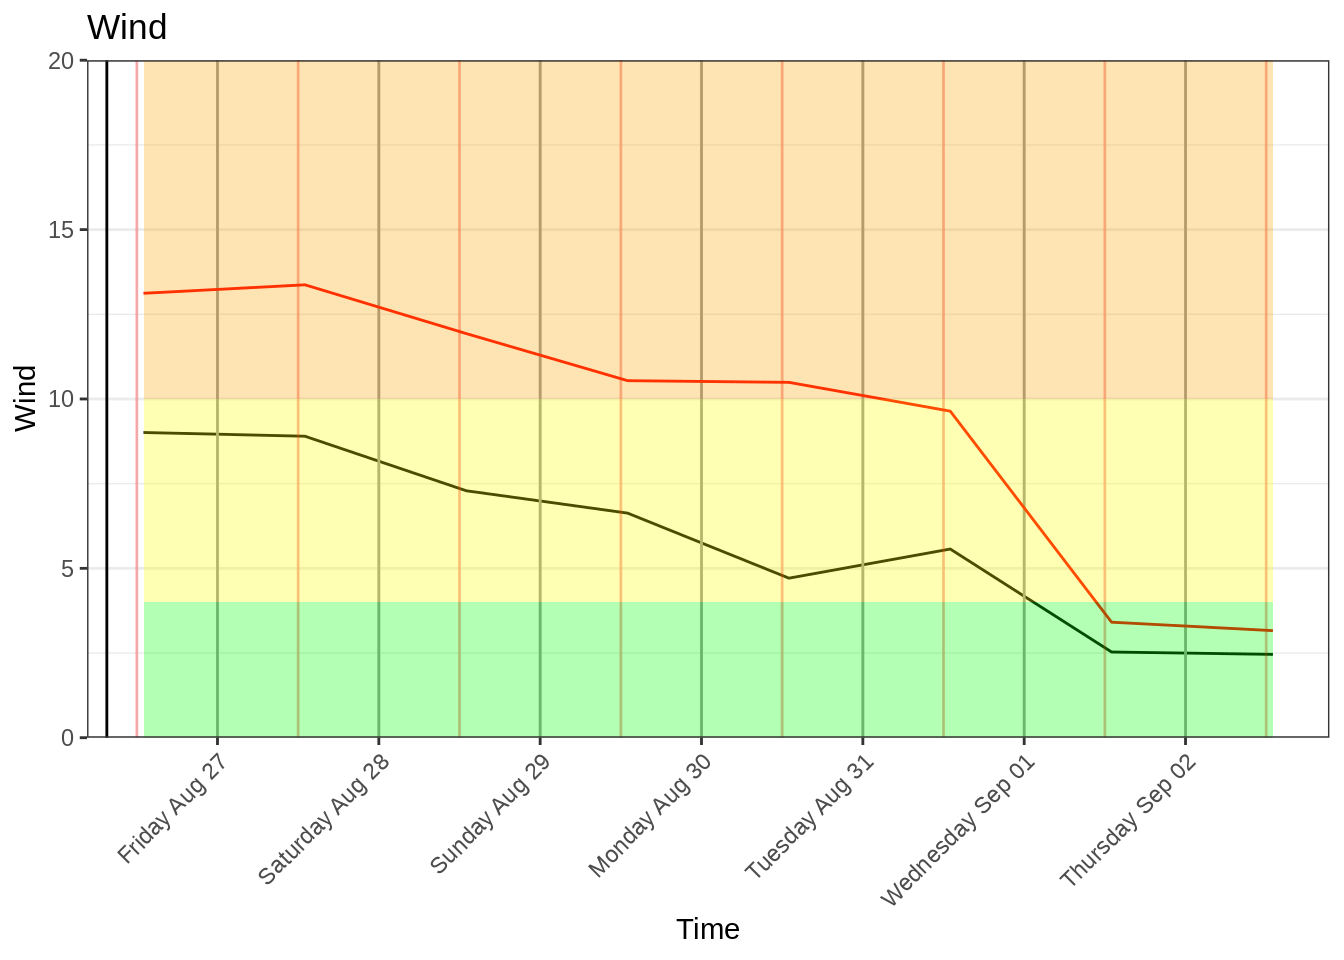 Wind
20
15
10
5
0
Wind
Friday Aug 27
Saturday Aug 28
Sunday Aug 29
Monday Aug 30
Tuesday Aug 31
Wednesday Sep 01
Thursday Sep 02
Time